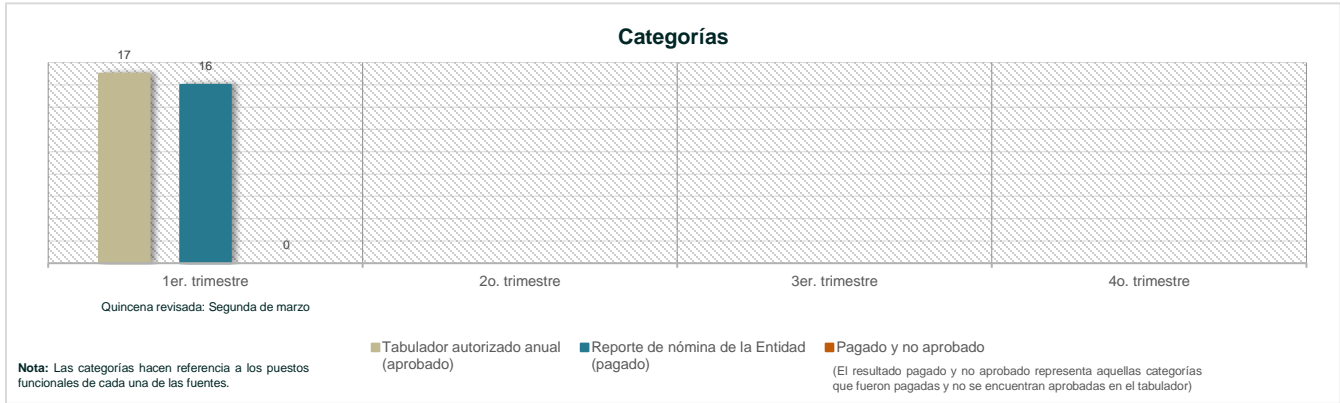 Categorías
17
16
0
1er. trimestre
2o. trimestre
3er. trimestre
4o. trimestre
Quincena revisada: Segunda de marzo
Tabulador autorizado anual
(aprobado)
Reporte de nómina de la Entidad
(pagado)
Pagado y no aprobado
(El resultado pagado y no aprobado representa aquellas categorías
que fueron pagadas y no se encuentran aprobadas en el tabulador)
Nota: Las categorías hacen referencia a los puestos
funcionales de cada una de las fuentes.